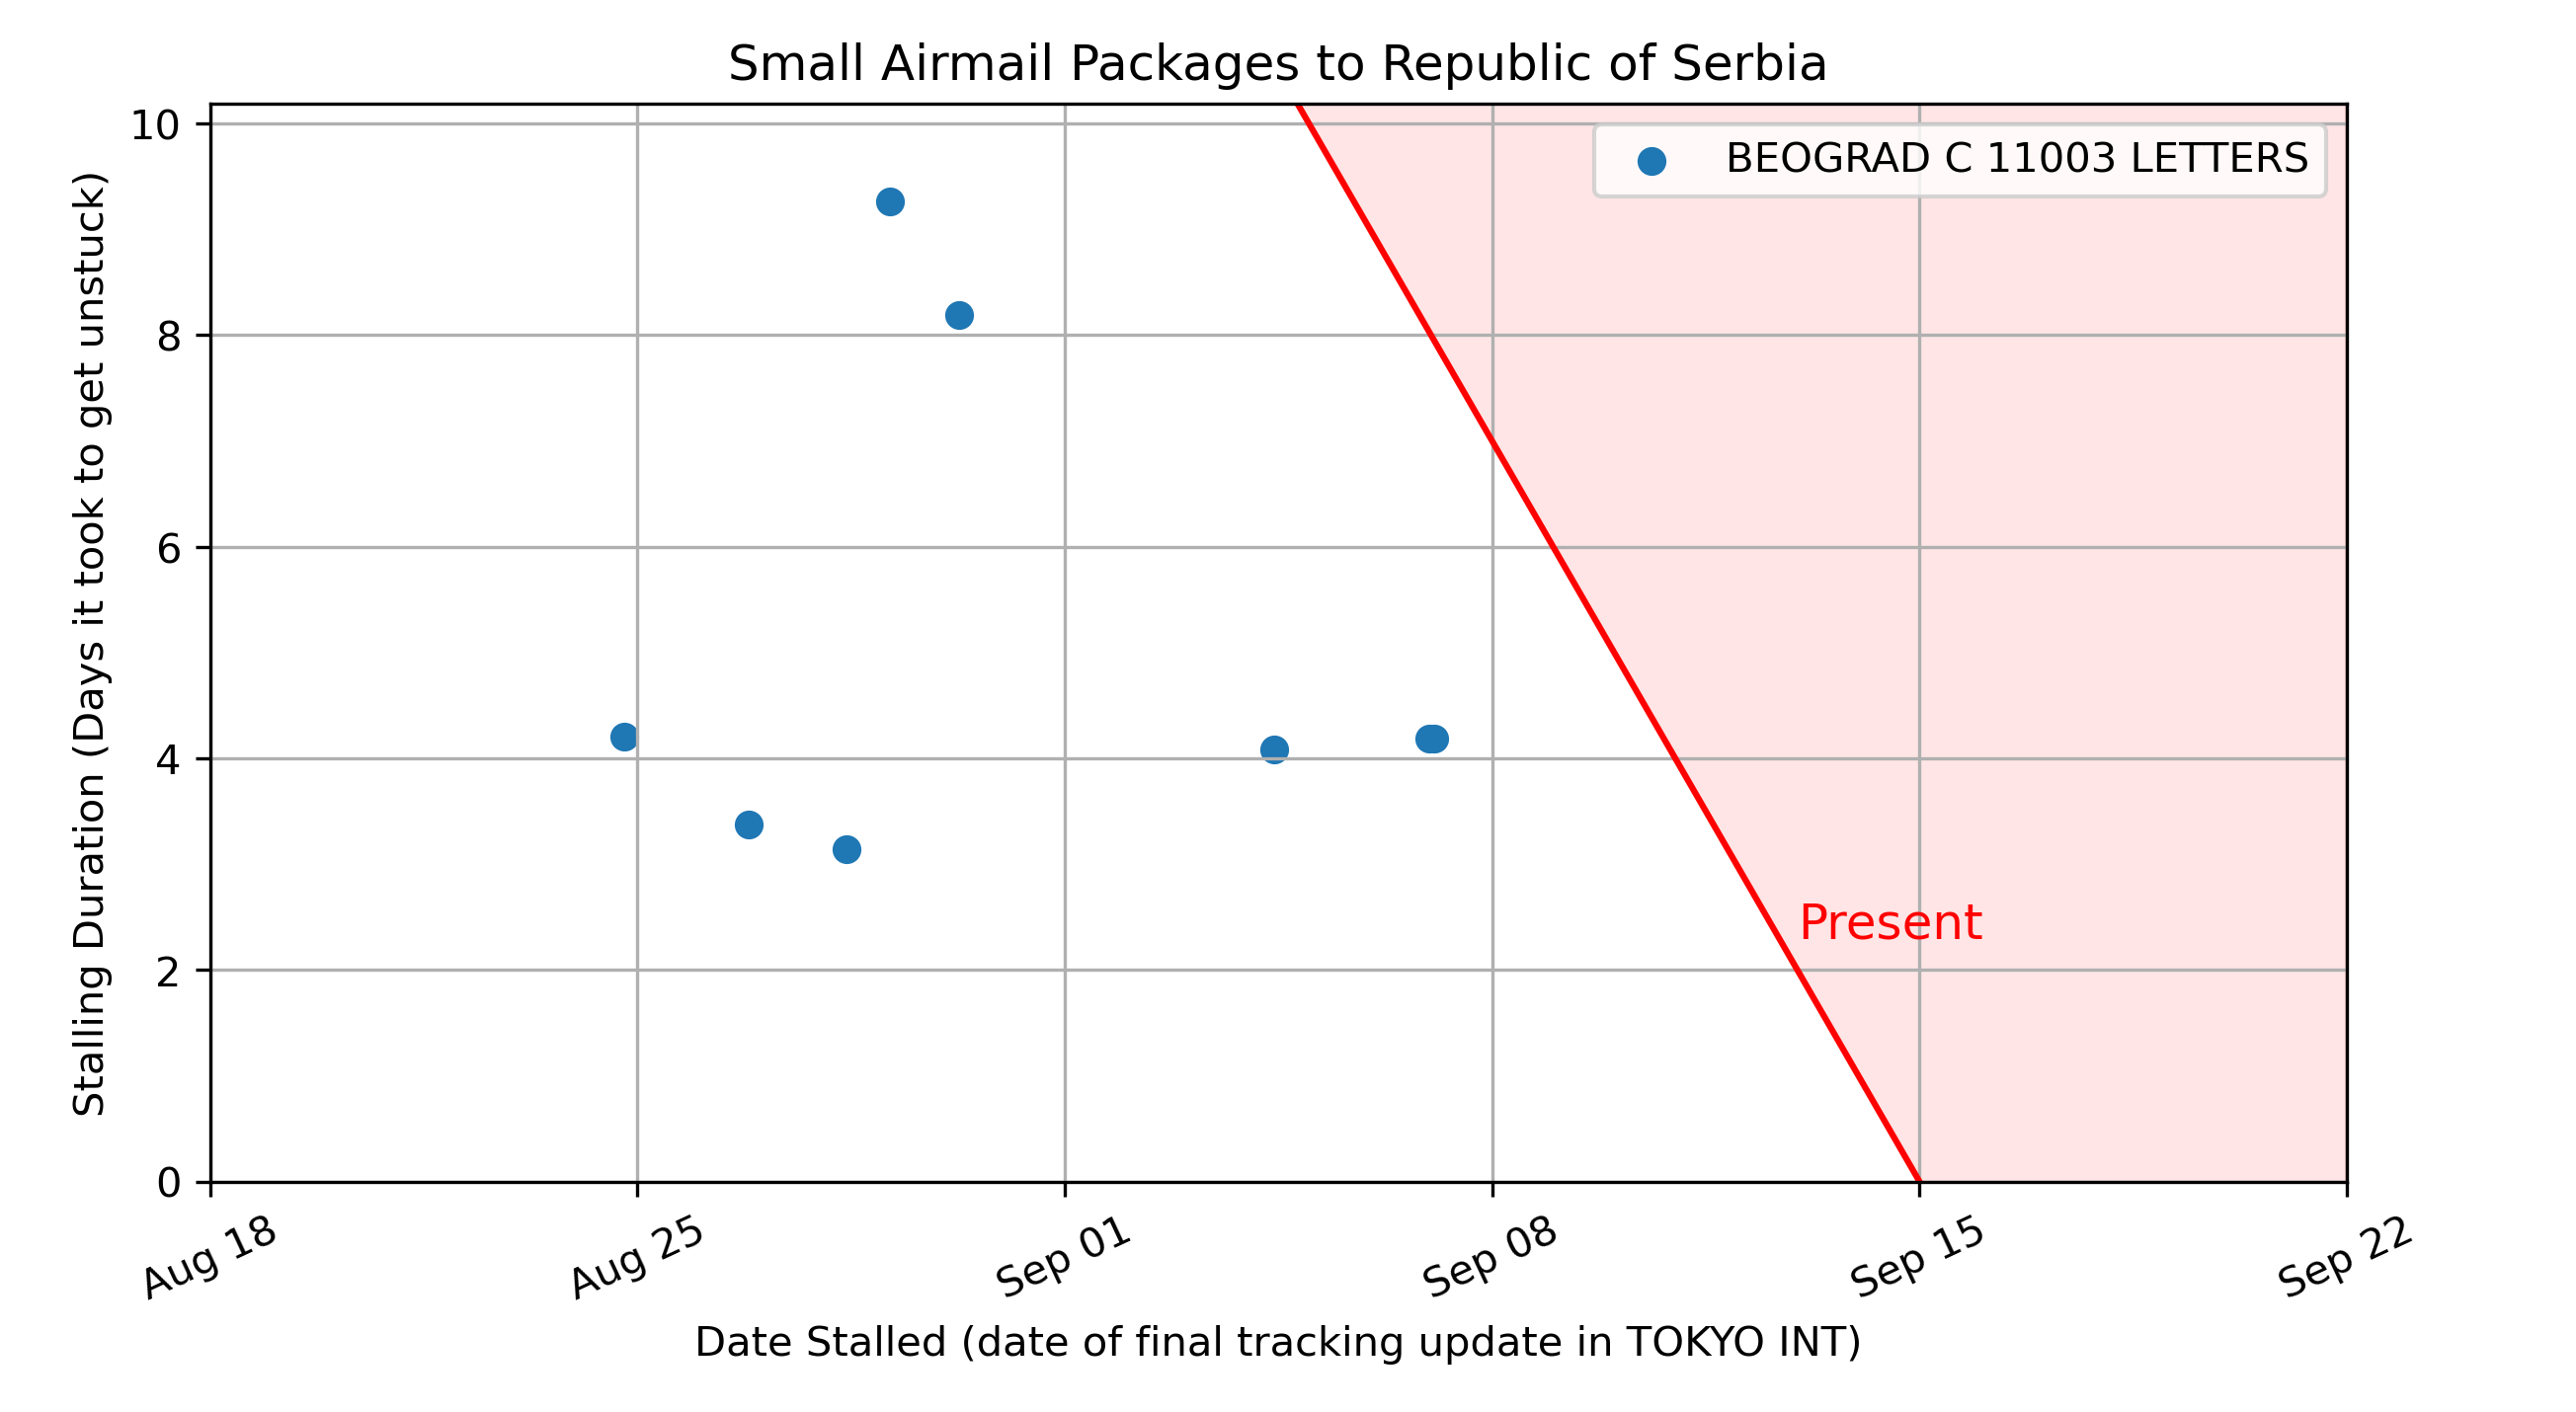 Small Airmail Packages to Republic of Serbia
BEOGRAD C 11003 LETTERS
Stalling Duration (Days it took to get unstuck)
10
8
6
4
2
0
Present
Aug 18
Aug 25
Sep 01
Sep 08
Sep 15
Sep 22
Date Stalled (date of final tracking update in TOKYO INT)